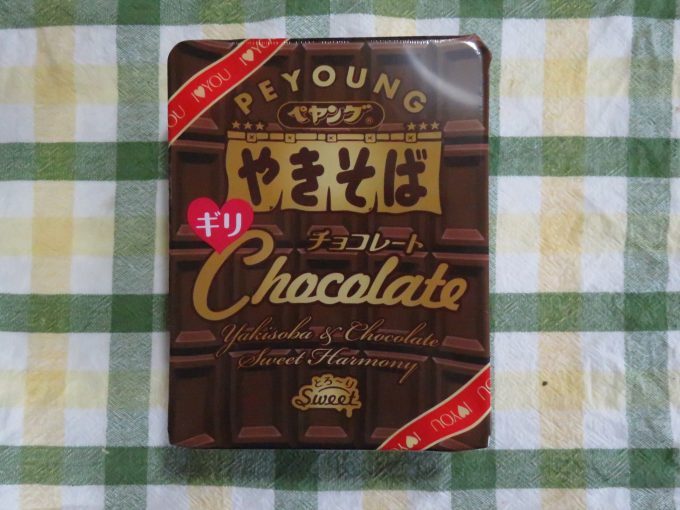 I♥YOU I♥YOU
PEYOUNG
ペヤング®
やきそば
ギリ
チョコレート
Chocolate
Yakisoba & Chocolate
Sweet Harmony
とろ〜り
Sweet
I♥YOU I♥YOU